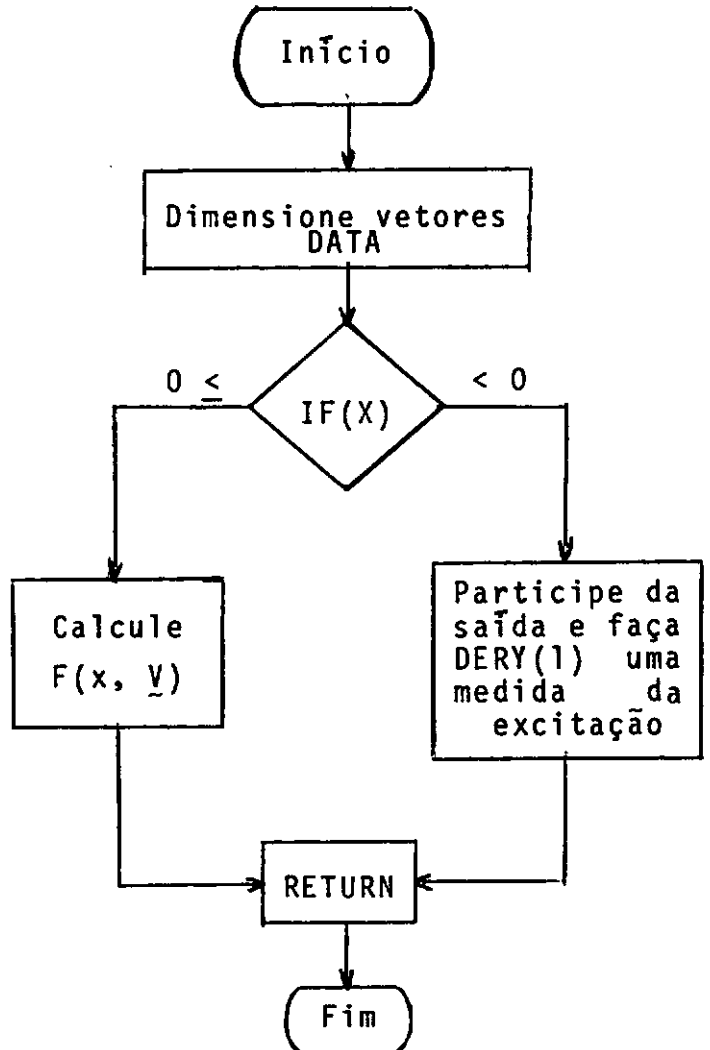 Início
Dimensione vetores
DATA
0 ≤
< 0
IF(X)
Calcule
F(x, V̰)
Participe da
saída e faça
DERY(1) uma
medida da
excitação
RETURN
Fim